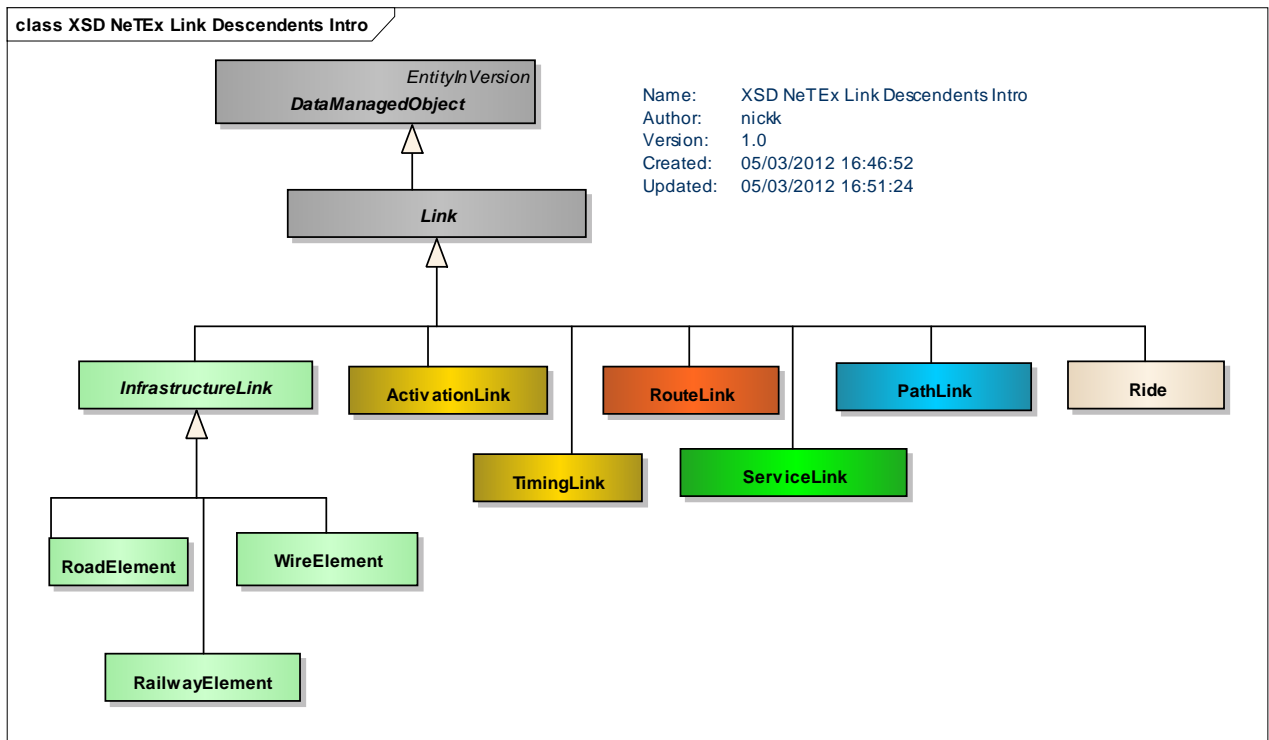 class XSD NeTEx Link Descendents Intro
EntityInVersion
DataManagedObject
Name: XSD NeTEx Link Descendents Intro
Author: nickk
Version: 1.0
Created: 05/03/2012 16:46:52
Updated: 05/03/2012 16:51:24
Link
InfrastructureLink
ActivationLink
RouteLink
PathLink
Ride
TimingLink
ServiceLink
RoadElement
WireElement
RailwayElement